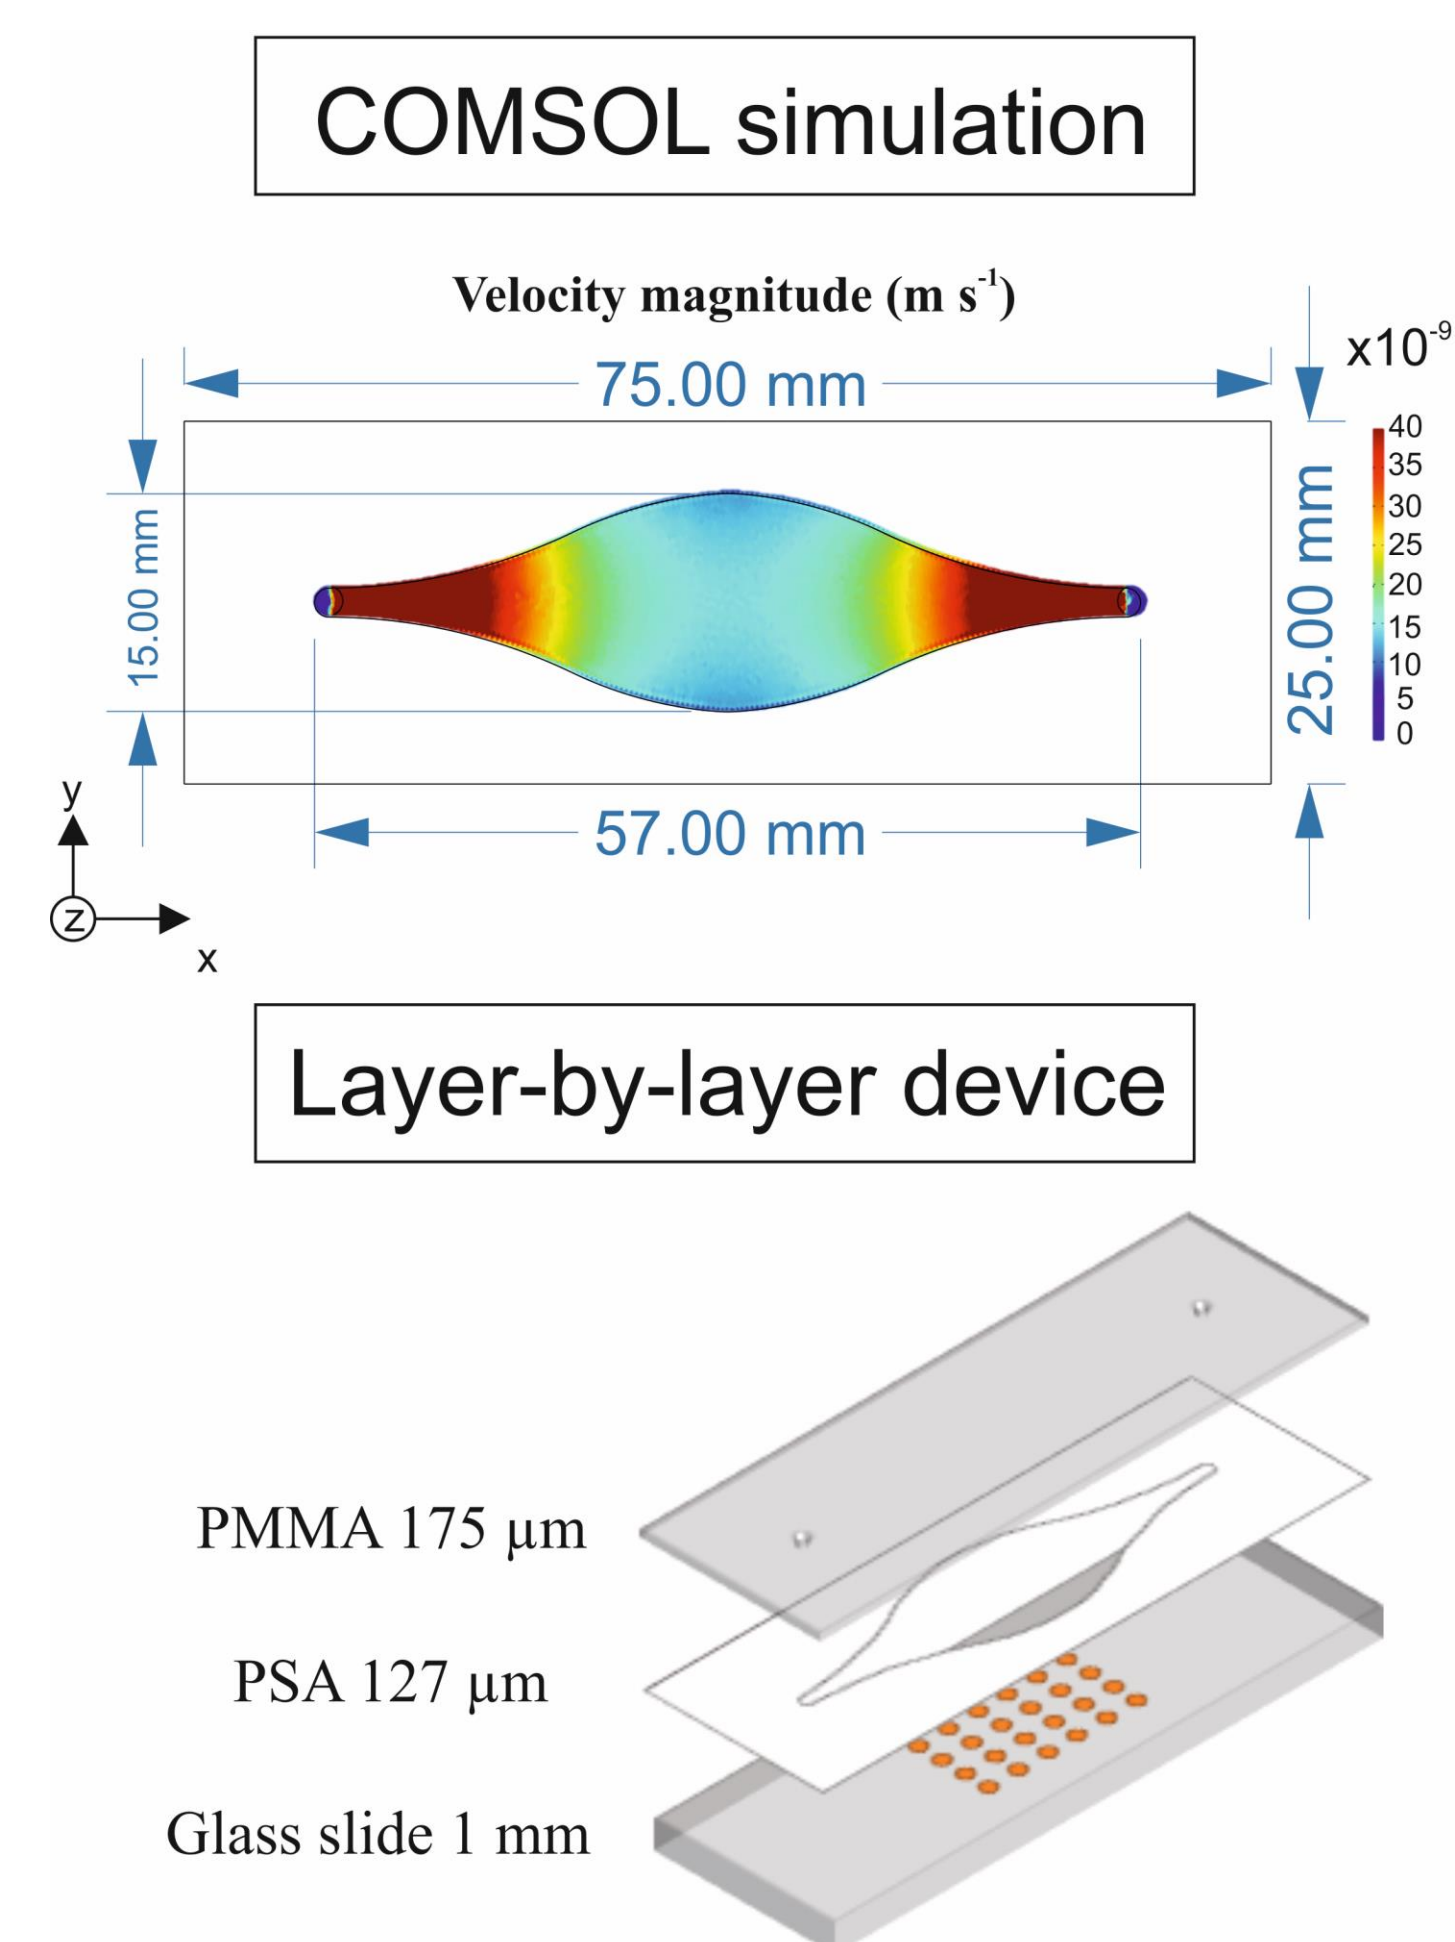 COMSOL simulation
Velocity magnitude (m s⁻¹)
x10⁻⁹
75.00 mm
40
35
30
25
20
15
10
5
0
15.00 mm
25.00 mm
57.00 mm
y
z
x
Layer-by-layer device
PMMA 175 µm
PSA 127 µm
Glass slide 1 mm